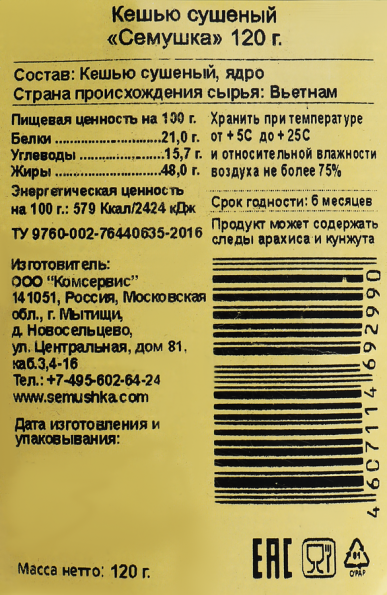 Кешью сушеный
«Семушка» 120 г.
Состав: Кешью сушеный, ядро
Страна происхождения сырья: Вьетнам
Пищевая ценность на 100 г.
Белки ........................21,0 г.
Углеводы ..................15,7 г.
Жиры .........................48,0 г.
Энергетическая ценность
на 100 г.: 579 Ккал/2424 кДж
ТУ 9760-002-76440635-2016
Хранить при температуре
от +5С до +25С
и относительной влажности
воздуха не более 75%
Срок годности: 6 месяцев
Продукт может содержать
следы арахиса и кунжута
Изготовитель:
ООО "Комсервис"
141051, Россия, Московская
обл., г. Мытищи,
д. Новосельцево,
ул. Центральная, дом 81,
каб.3,4-16
Тел.: +7-495-602-64-24
www.semushka.com
Дата изготовления и
упаковывания:
4607114692990
Масса нетто: 120 г.
EAC
81
C/PAP